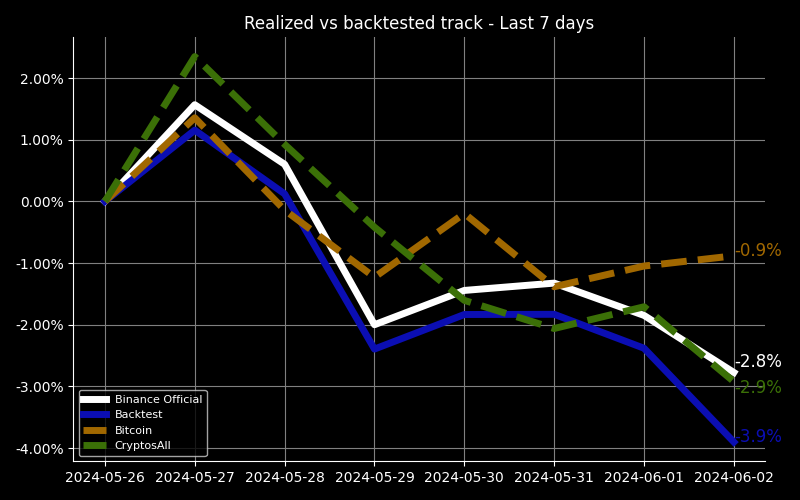 Realized vs backtested track - Last 7 days
2.00%
1.00%
0.00%
-1.00%
-2.00%
-3.00%
-4.00%
-0.9%
-2.8%
-2.9%
-3.9%
Binance Official
Backtest
Bitcoin
CryptosAll
2024-05-26 2024-05-27 2024-05-28 2024-05-29 2024-05-30 2024-05-31 2024-06-01 2024-06-02